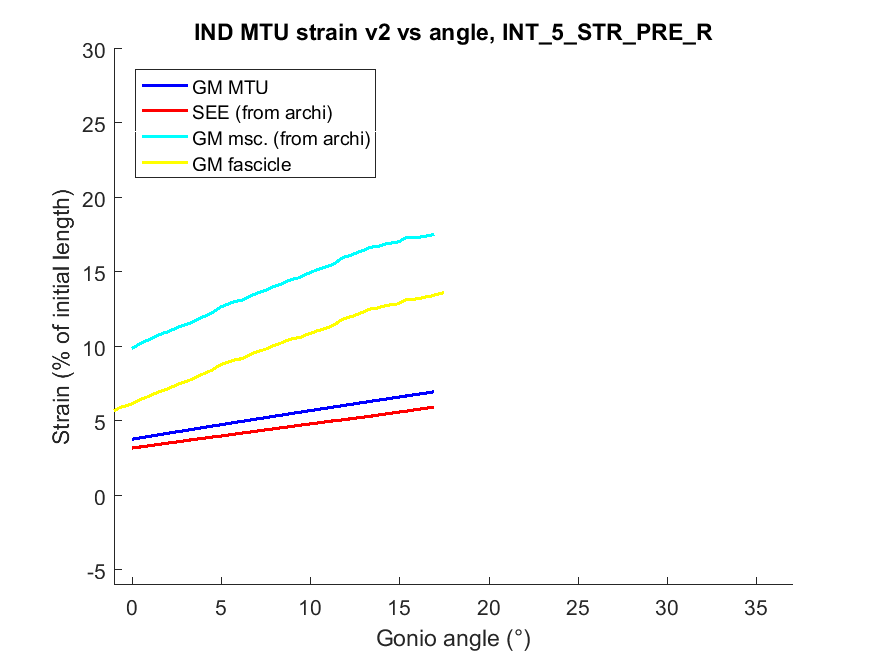 IND MTU strain v2 vs angle, INT_5_STR_PRE_R
30
25
20
15
10
5
0
-5
Strain (% of initial length)
GM MTU
SEE (from archi)
GM msc. (from archi)
GM fascicle
0 5 10 15 20 25 30 35
Gonio angle (°)